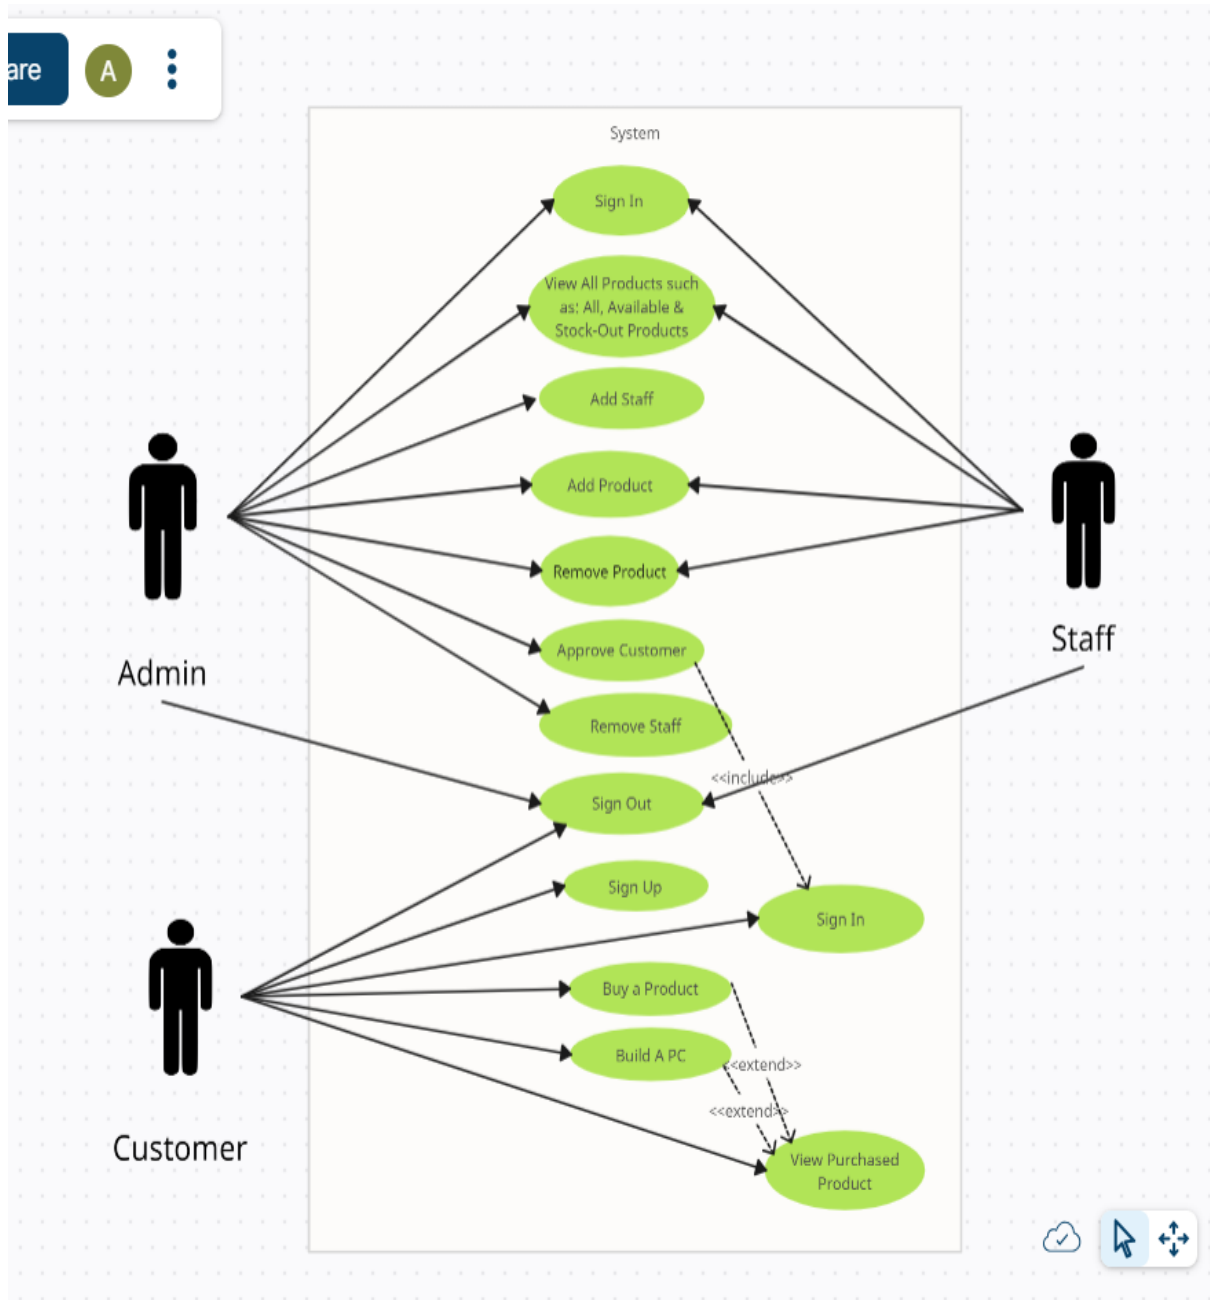 are
A
System
Sign In
View All Products such
as: All, Available &
Stock-Out Products
Add Staff
Add Product
Remove Product
Approve Customer
Remove Staff
<<include>>
Sign Out
Sign Up
Sign In
Buy a Product
Build A PC
<<extend>>
<<extend>>
View Purchased
Product
Admin
Staff
Customer